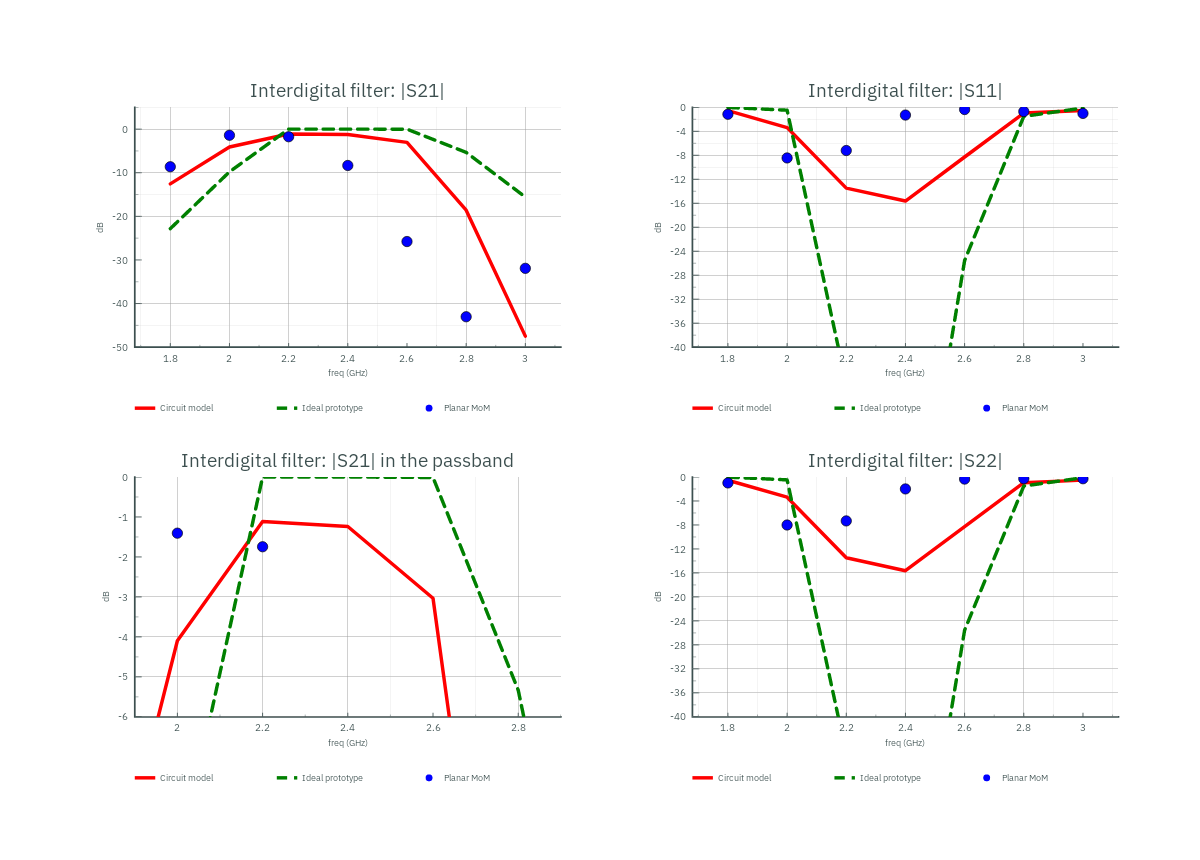 Interdigital filter: |S21|
0
-10
-20
-30
-40
-50
dB
1.8 2 2.2 2.4 2.6 2.8 3
freq (GHz)
Circuit model Ideal prototype Planar MoM
Interdigital filter: |S11|
0
-4
-8
-12
-16
-20
-24
-28
-32
-36
-40
dB
1.8 2 2.2 2.4 2.6 2.8 3
freq (GHz)
Circuit model Ideal prototype Planar MoM
Interdigital filter: |S21| in the passband
0
-1
-2
-3
-4
-5
-6
dB
2 2.2 2.4 2.6 2.8
freq (GHz)
Circuit model Ideal prototype Planar MoM
Interdigital filter: |S22|
0
-4
-8
-12
-16
-20
-24
-28
-32
-36
-40
dB
1.8 2 2.2 2.4 2.6 2.8 3
freq (GHz)
Circuit model Ideal prototype Planar MoM